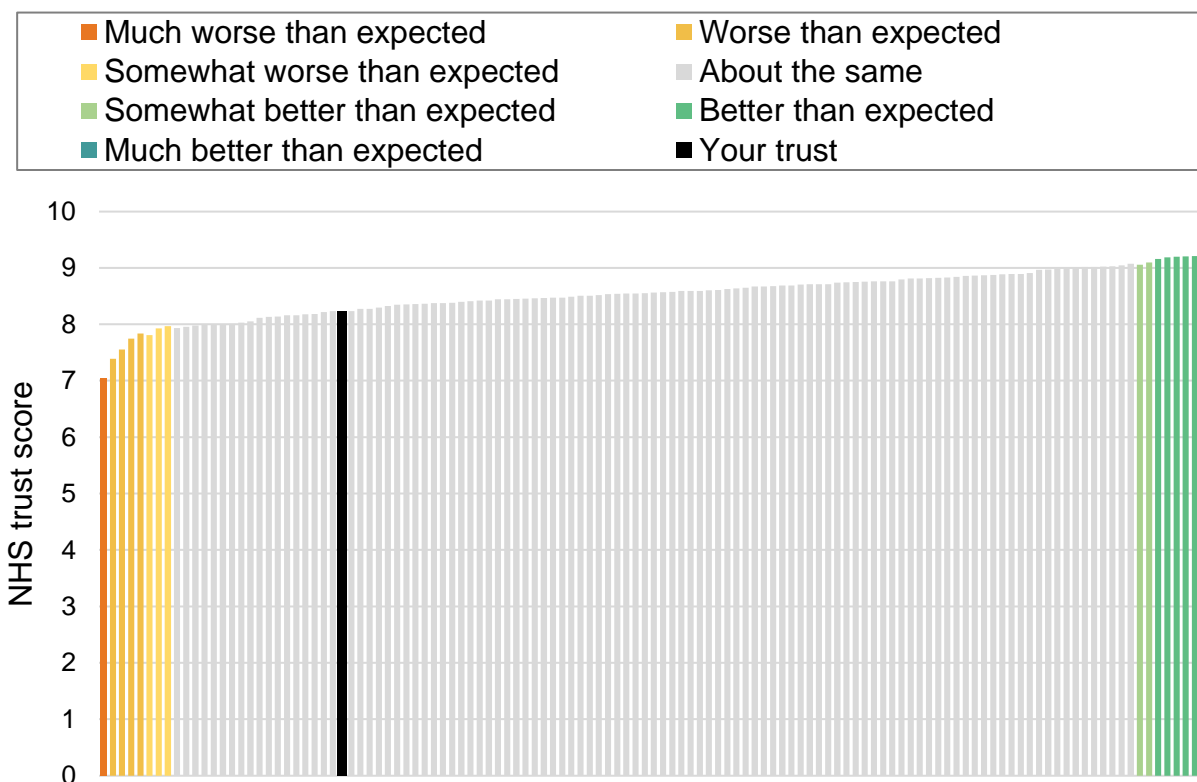 Much worse than expected
Worse than expected
Somewhat worse than expected
About the same
Somewhat better than expected
Better than expected
Much better than expected
Your trust
10
9
8
7
6
5
4
3
2
1
0
NHS trust score